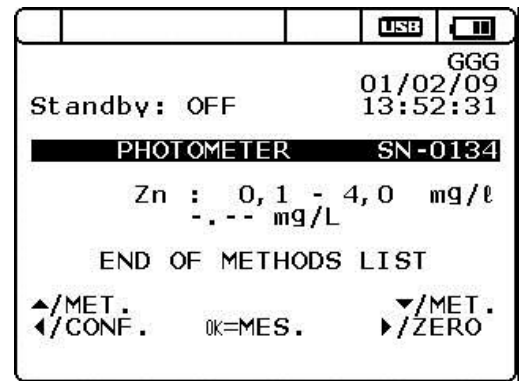 USB
GGG
01/02/09
Standby: OFF 13:52:31
PHOTOMETER SN-0134
Zn : 0,1 - 4,0 mg/ℓ
-.-- mg/L
END OF METHODS LIST
▲/MET. ▼/MET.
◀/CONF. OK=MES. ▶/ZERO